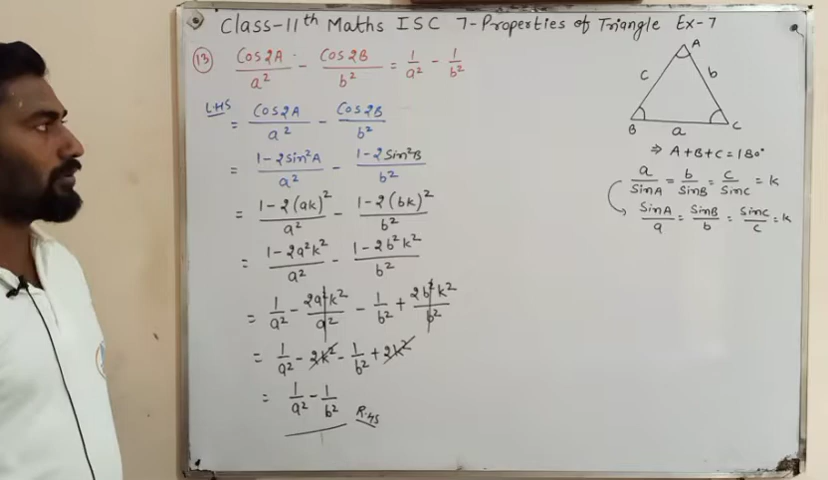 Class-11th Maths ISC 7-Properties of Triangle Ex-7
(13) Cos2A/a² - Cos2B/b² = 1/a² - 1/b²
L.HS
= Cos2A/a² - Cos2B/b²
= 1-2sin²A/a² - 1-2sin²B/b²
= 1-2(ak)²/a² - 1-2(bk)²/b²
= 1-2a²k²/a² - 1-2b²k²/b²
= 1/a² - 2a²k²/a² - 1/b² + 2b²k²/b²
= 1/a² - 2k² - 1/b² + 2k²
= 1/a² - 1/b² R.HS
A
c b
B a C
⇒ A+B+C=180°
a/SinA = b/SinB = c/SinC = k
SinA/a = SinB/b = SinC/c = k